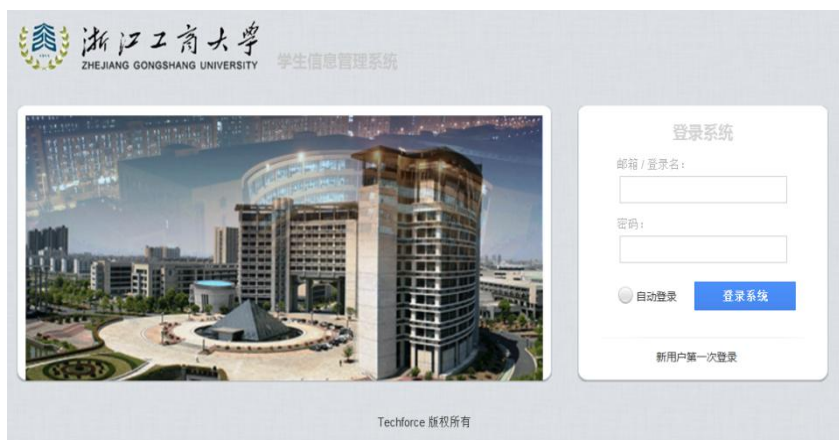 浙江工商大学
ZHEJIANG GONGSHANG UNIVERSITY
学生信息管理系统
登录系统
邮箱 / 登录名：
密码：
自动登录
登录系统
新用户第一次登录
Techforce 版权所有